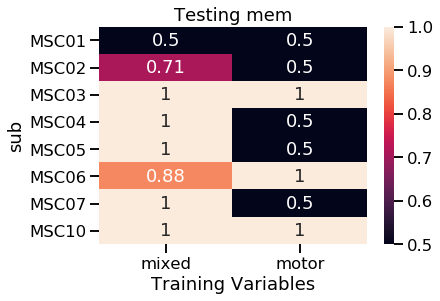 Testing mem
sub
MSC01 0.5 0.5
MSC02 0.71 0.5
MSC03 1 1
MSC04 1 0.5
MSC05 1 0.5
MSC06 0.88 1
MSC07 1 0.5
MSC10 1 1
mixed motor
Training Variables
1.0
0.9
0.8
0.7
0.6
0.5